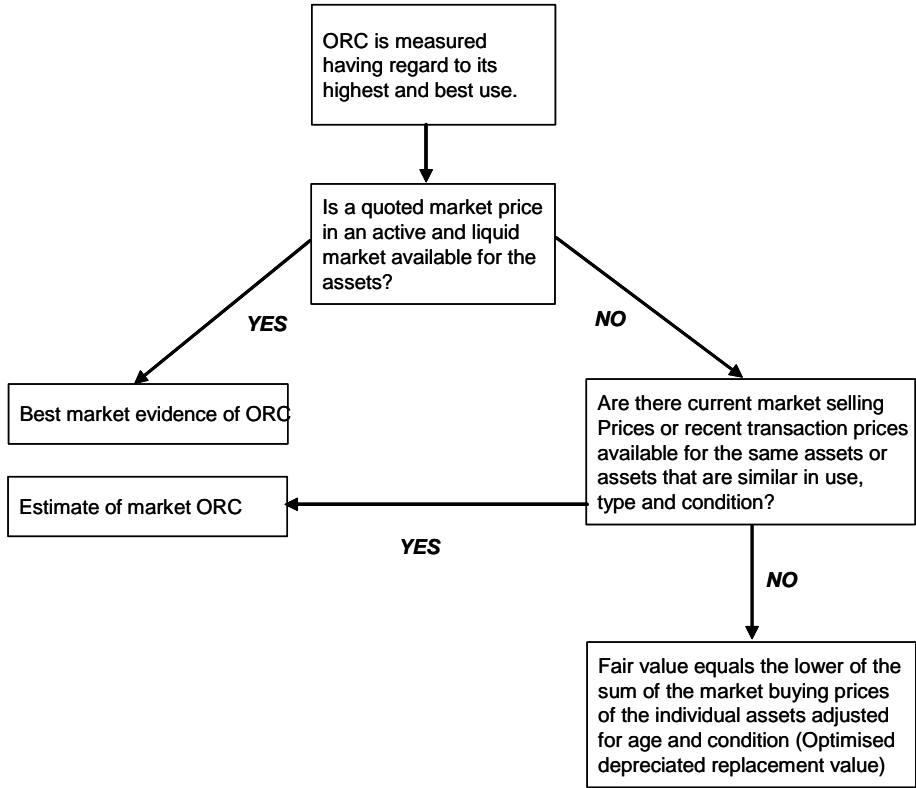 ORC is measured
having regard to its
highest and best use.
Is a quoted market price
in an active and liquid
market available for the
assets?
YES
NO
Best market evidence of ORC
Are there current market selling
Prices or recent transaction prices
available for the same assets or
assets that are similar in use,
type and condition?
Estimate of market ORC
YES
NO
Fair value equals the lower of the
sum of the market buying prices
of the individual assets adjusted
for age and condition (Optimised
depreciated replacement value)